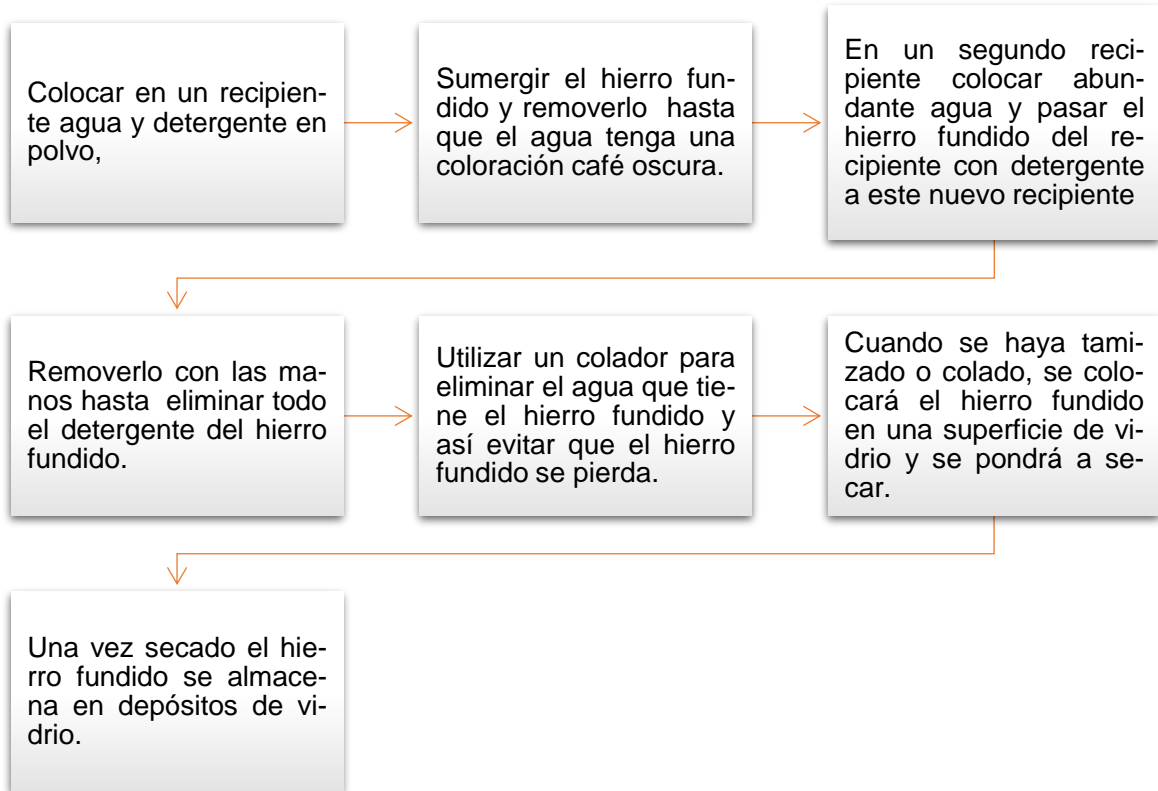 Colocar en un recipien-
te agua y detergente en
polvo,
Sumergir el hierro fun-
dido y removerlo hasta
que el agua tenga una
coloración café oscura.
En un segundo reci-
piente colocar abun-
dante agua y pasar el
hierro fundido del re-
cipiente con detergente
a este nuevo recipiente
Removerlo con las ma-
nos hasta eliminar todo
el detergente del hierro
fundido.
Utilizar un colador para
eliminar el agua que tie-
ne el hierro fundido y
así evitar que el hierro
fundido se pierda.
Cuando se haya tami-
zado o colado, se colo-
cará el hierro fundido
en una superficie de vi-
drio y se pondrá a se-
car.
Una vez secado el hie-
rro fundido se almace-
na en depósitos de vi-
drio.